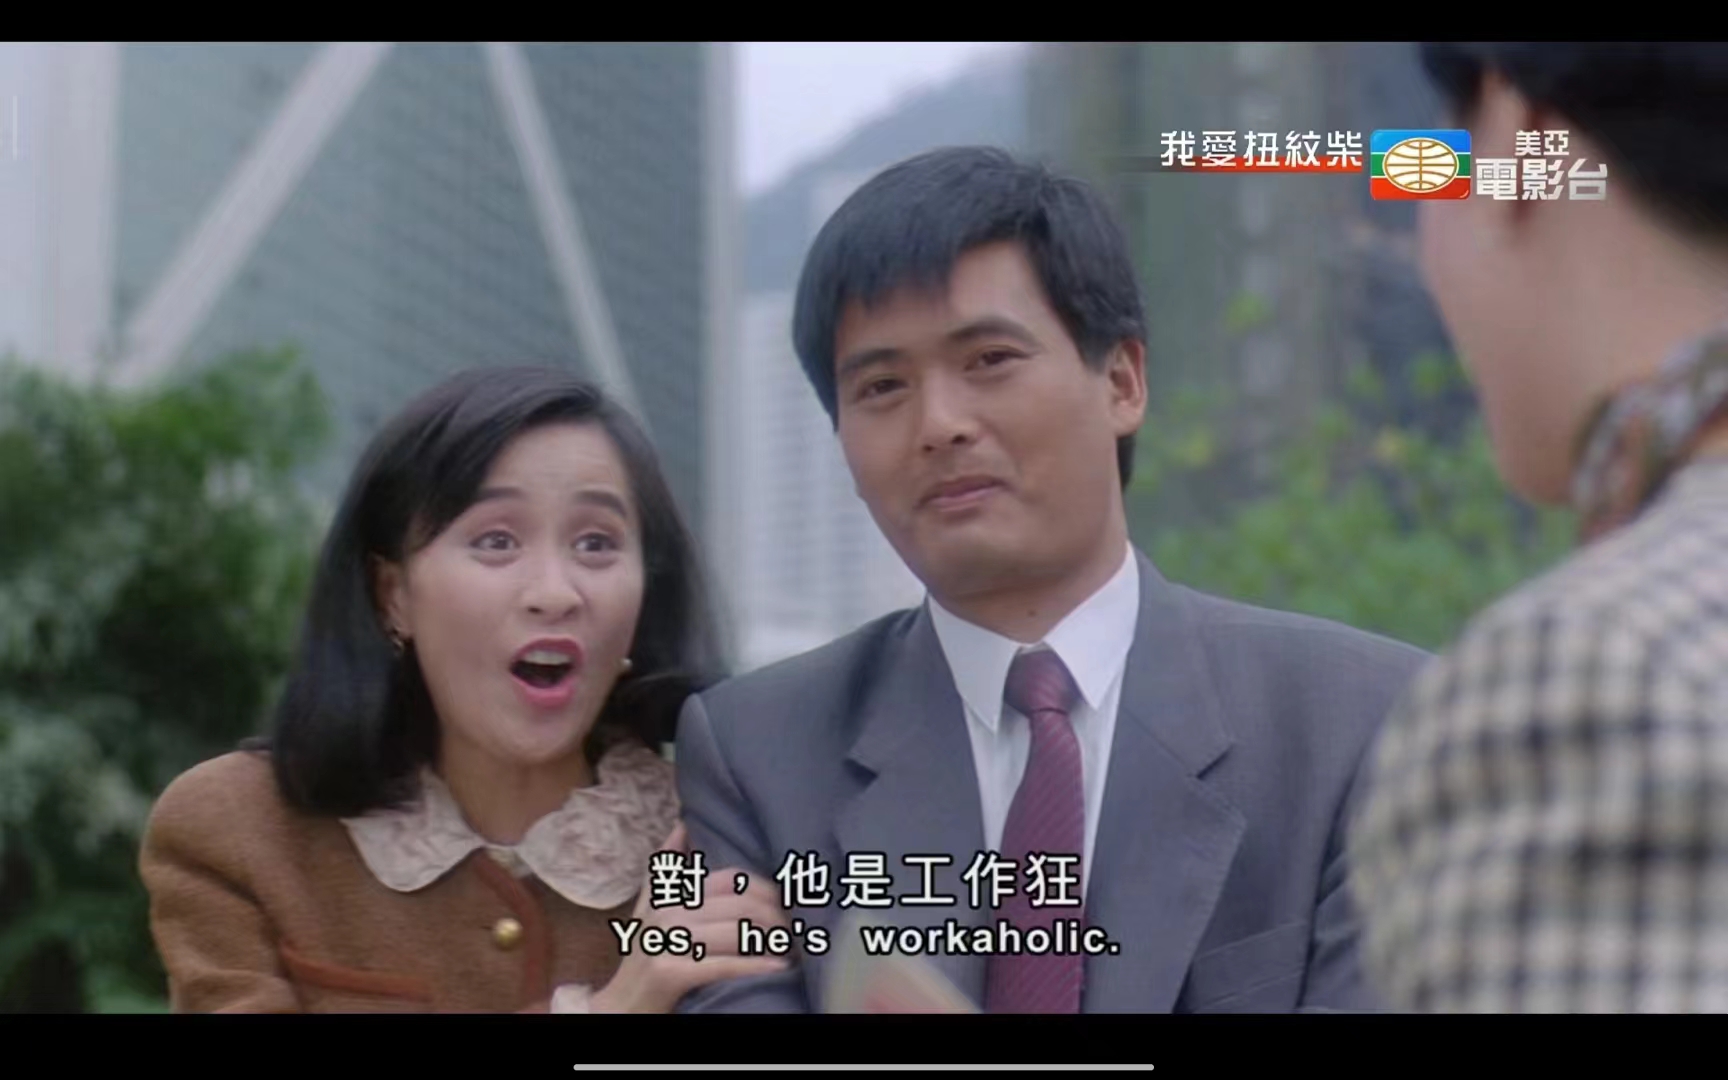 我愛扭紋柴
美亞
電影台
對，他是工作狂
Yes, he's workaholic.